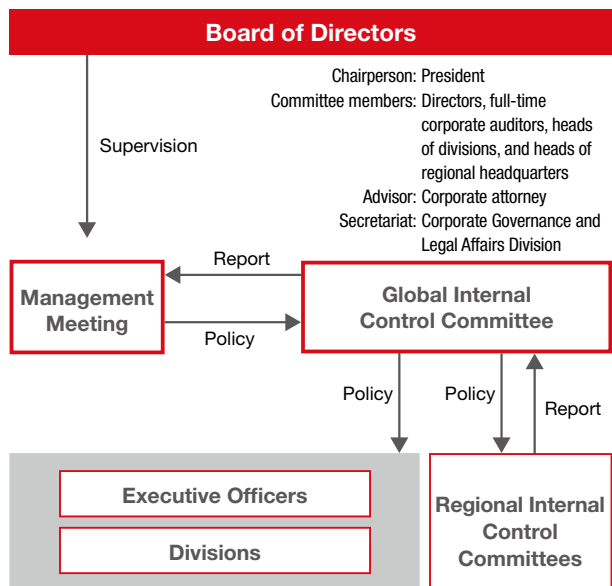 Board of Directors
Chairperson: President
Committee members: Directors, full-time
corporate auditors, heads
of divisions, and heads of
regional headquarters
Advisor: Corporate attorney
Secretariat: Corporate Governance and
Legal Affairs Division
Supervision
Report
Management
Meeting
Global Internal
Control Committee
Policy
Policy
Policy
Report
Executive Officers
Divisions
Regional Internal
Control
Committees